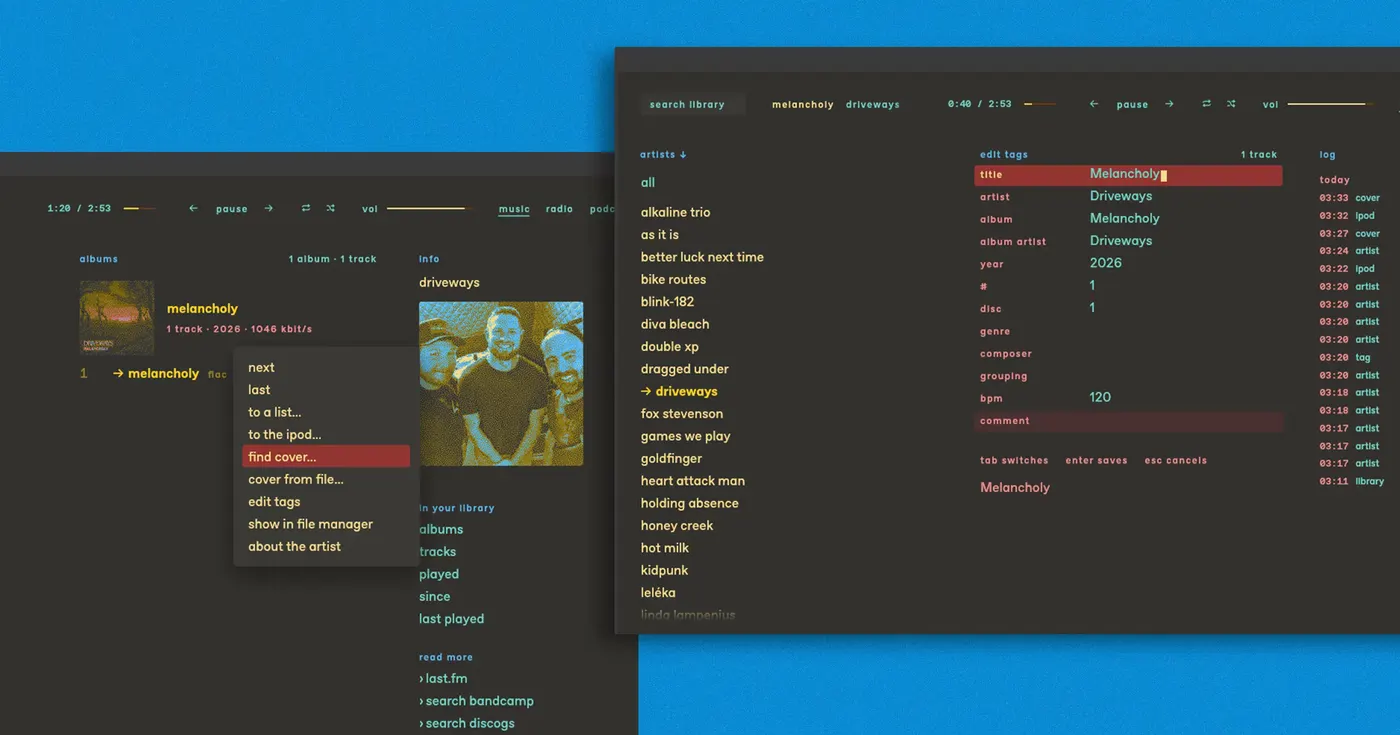 1:20 / 2:53 ← pause → vol music radio podc
albums 1 album · 1 track
DRIVEWAYS
MELANCHOLY
melancholy
1 track · 2026 · 1046 kbit/s
1 → melancholy flac
next
last
to a list...
to the ipod...
find cover...
cover from file...
edit tags
show in file manager
about the artist
info
driveways
in your library
albums
tracks
played
since
last played
read more
› last.fm
› search bandcamp
› search discogs
search library melancholy driveways 0:40 / 2:53 ← pause → vol
artists ↓
all
alkaline trio
as it is
better luck next time
bike routes
blink-182
diva bleach
double xp
dragged under
→ driveways
fox stevenson
games we play
goldfinger
heart attack man
holding absence
honey creek
hot milk
kidpunk
leléka
linda lampenius
edit tags 1 track
title Melancholy
artist Driveways
album Melancholy
album artist Driveways
year 2026
# 1
disc 1
genre
composer
grouping
bpm 120
comment
tab switches enter saves esc cancels
Melancholy
log
today
03:33 cover
03:32 ipod
03:27 cover
03:24 artist
03:22 ipod
03:20 artist
03:20 artist
03:20 artist
03:20 artist
03:20 tag
03:20 artist
03:18 artist
03:18 artist
03:17 artist
03:17 artist
03:17 artist
03:11 library